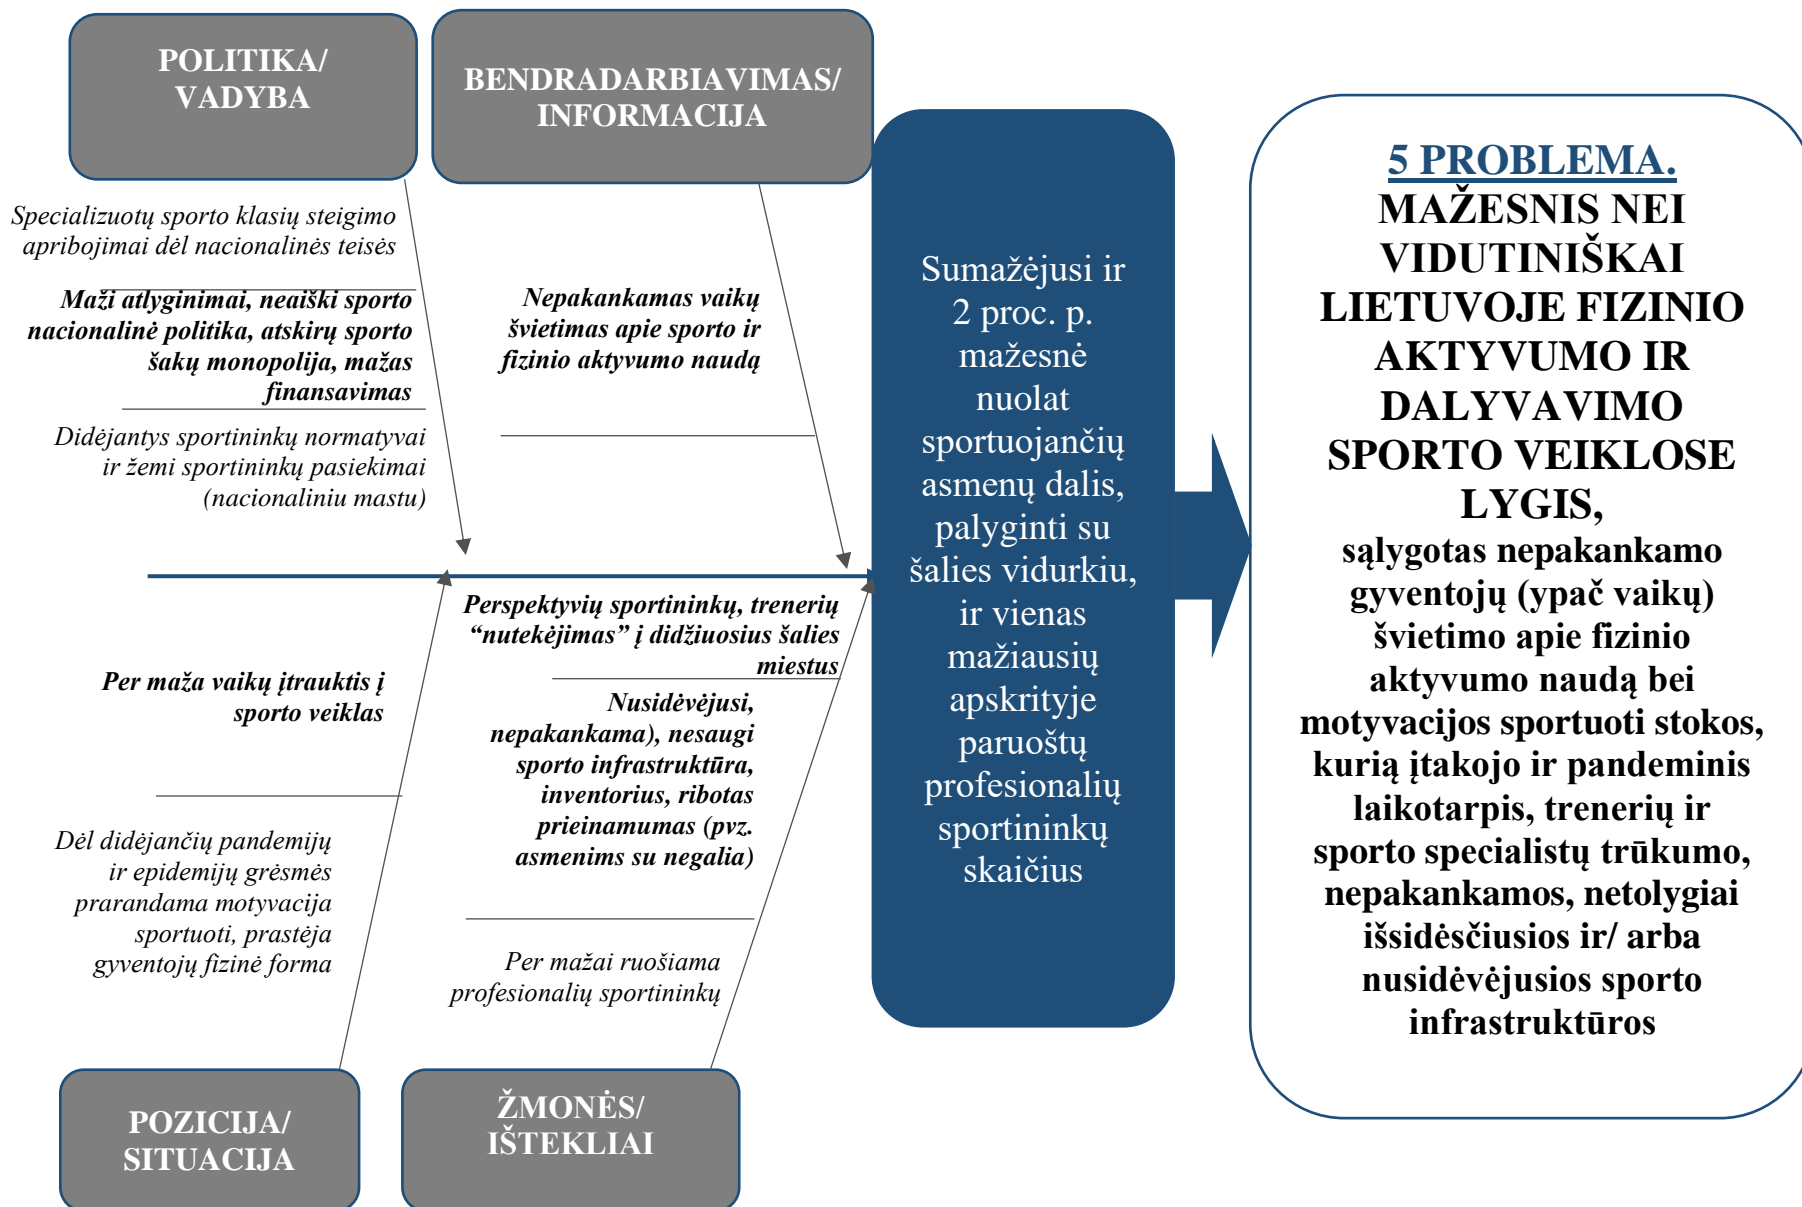 POLITIKA/
VADYBA
BENDRADARBIAVIMAS/
INFORMACIJA
Specializuotų sporto klasių steigimo
apribojimai dėl nacionalinės teisės
Maži atlyginimai, neaiški sporto
nacionalinė politika, atskirų sporto
šakų monopolija, mažas
finansavimas
Didėjantys sportininkų normatyvai
ir žemi sportininkų pasiekimai
(nacionaliniu mastu)
Nepakankamas vaikų
švietimas apie sporto ir
fizinio aktyvumo naudą
Per maža vaikų įtrauktis į
sporto veiklas
Dėl didėjančių pandemijų
ir epidemijų grėsmės
prarandama motyvacija
sportuoti, prastėja
gyventojų fizinė forma
Perspektyvių sportininkų, trenerių
“nutekėjimas” į didžiuosius šalies
miestus
Nusidėvėjusi,
nepakankama), nesaugi
sporto infrastruktūra,
inventorius, ribotas
prieinamumas (pvz.
asmenims su negalia)
Per mažai ruošiama
profesionalių sportininkų
POZICIJA/
SITUACIJA
ŽMONĖS/
IŠTEKLIAI
Sumažėjusi ir
2 proc. p.
mažesnė
nuolat
sportuojančių
asmenų dalis,
palyginti su
šalies vidurkiu,
ir vienas
mažiausių
apskrityje
paruoštų
profesionalių
sportininkų
skaičius
5 PROBLEMA.
MAŽESNIS NEI
VIDUTINIŠKAI
LIETUVOJE FIZINIO
AKTYVUMO IR
DALYVAVIMO
SPORTO VEIKLOSE
LYGIS,
sąlygotas nepakankamo
gyventojų (ypač vaikų)
švietimo apie fizinio
aktyvumo naudą bei
motyvacijos sportuoti stokos,
kurią įtakojo ir pandeminis
laikotarpis, trenerių ir
sporto specialistų trūkumo,
nepakankamos, netolygiai
išsidėsčiusios ir/ arba
nusidėvėjusios sporto
infrastruktūros